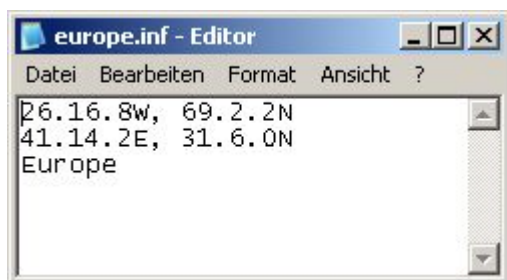 europe.inf - Editor
Datei Bearbeiten Format Ansicht ?
26.16.8W, 69.2.2N
41.14.2E, 31.6.0N
Europe